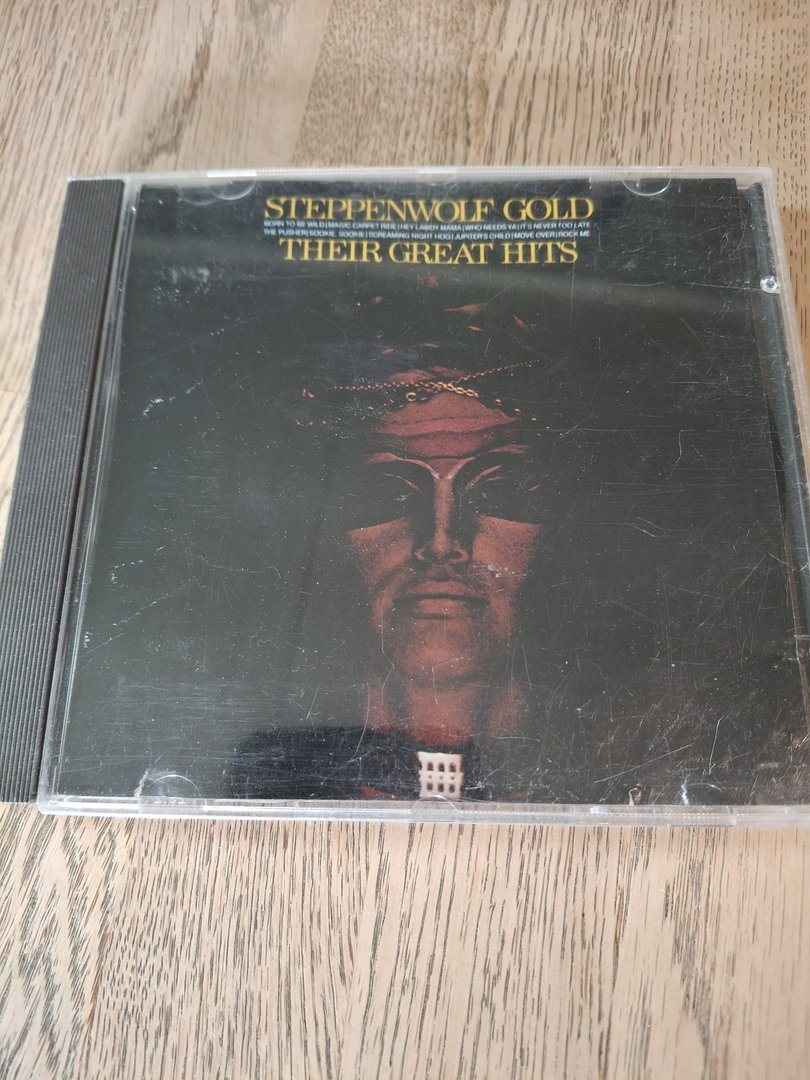 STEPPENWOLF GOLD
BORN TO BE WILD|MAGIC CARPET RIDE|HEY LAWDY MAMA|WHO NEEDS YA|IT'S NEVER TOO LATE
THE PUSHER|SOOKIE, SOOKIE|SCREAMING NIGHT HOG|JUPITER'S CHILD|MOVE OVER|ROCK ME
THEIR GREAT HITS